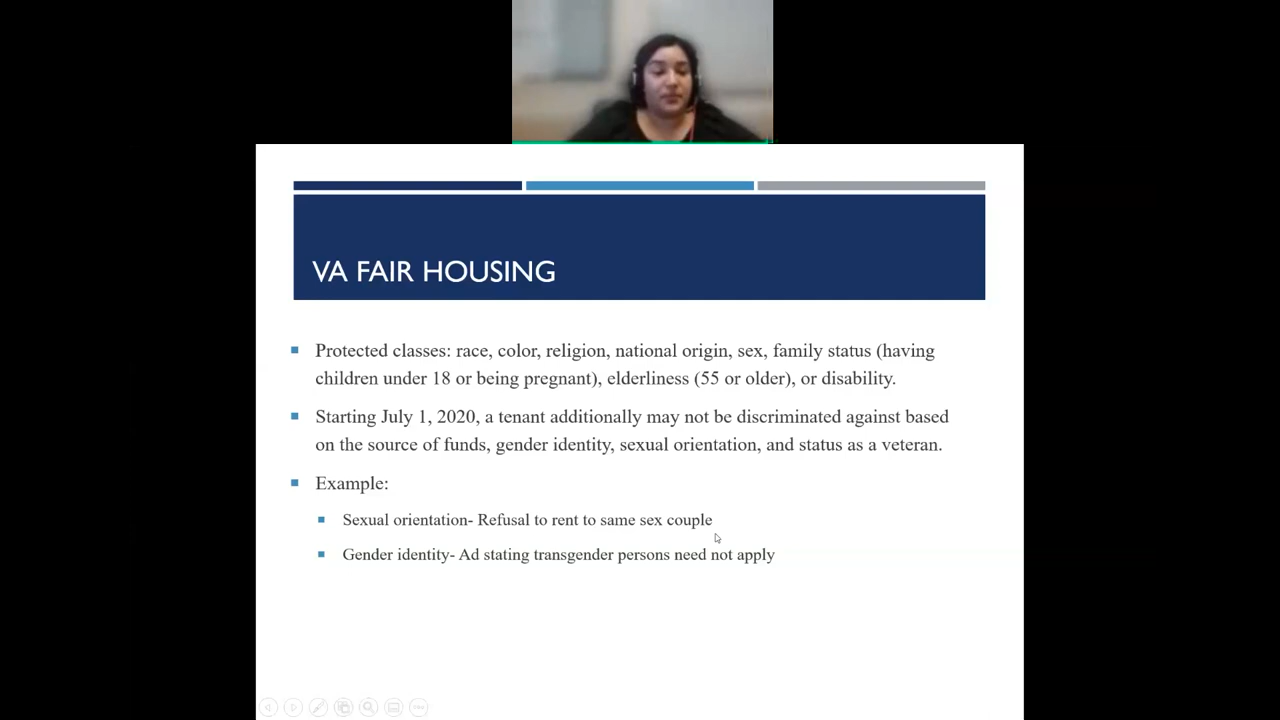 VA FAIR HOUSING
Protected classes: race, color, religion, national origin, sex, family status (having
children under 18 or being pregnant), elderliness (55 or older), or disability.
Starting July 1, 2020, a tenant additionally may not be discriminated against based
on the source of funds, gender identity, sexual orientation, and status as a veteran.
Example:
Sexual orientation- Refusal to rent to same sex couple
Gender identity- Ad stating transgender persons need not apply